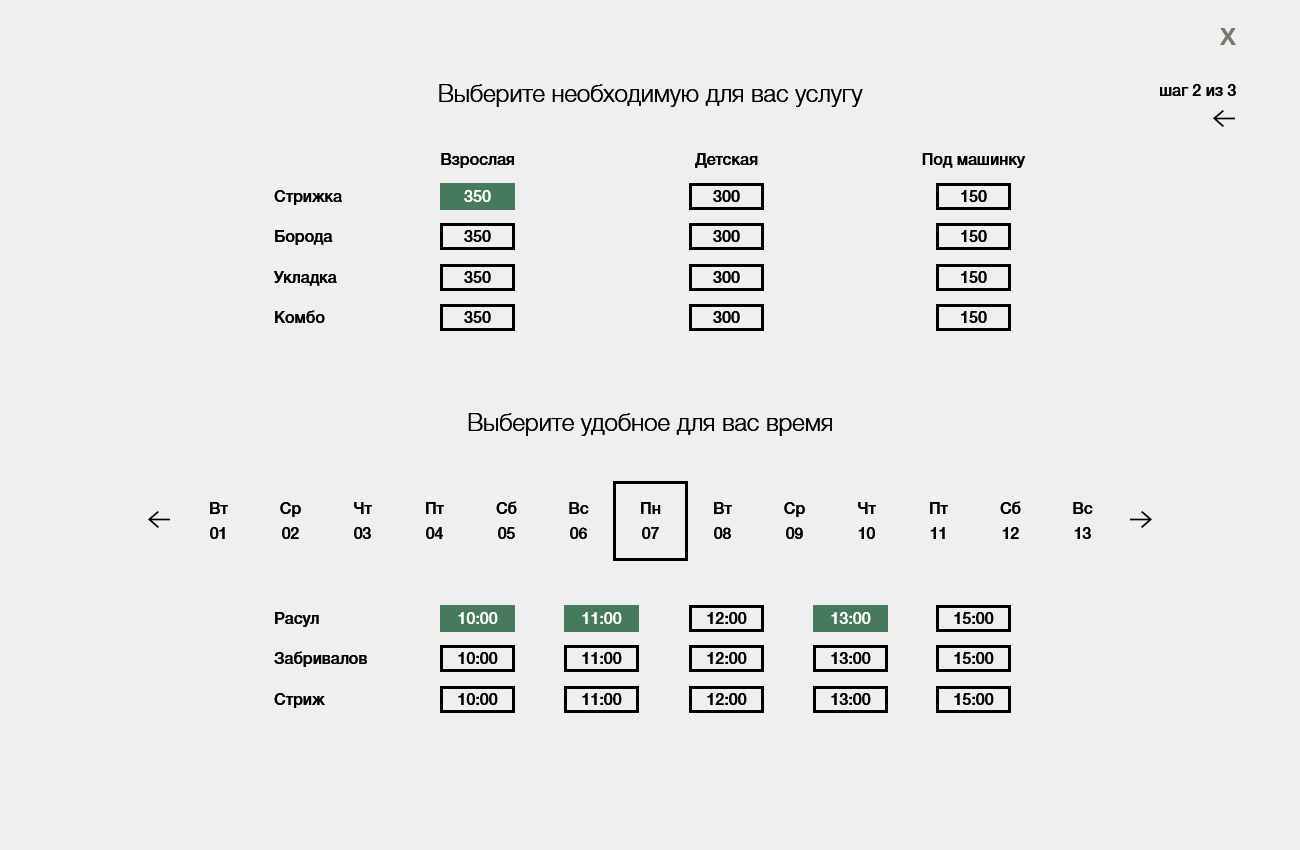 X
Выберите необходимую для вас услугу
шаг 2 из 3
Взрослая Детская Под машинку
Стрижка 350 300 150
Борода 350 300 150
Укладка 350 300 150
Комбо 350 300 150
Выберите удобное для вас время
Вт Ср Чт Пт Сб Вс Пн Вт Ср Чт Пт Сб Вс
01 02 03 04 05 06 07 08 09 10 11 12 13
Расул 10:00 11:00 12:00 13:00 15:00
Забривалов 10:00 11:00 12:00 13:00 15:00
Стриж 10:00 11:00 12:00 13:00 15:00